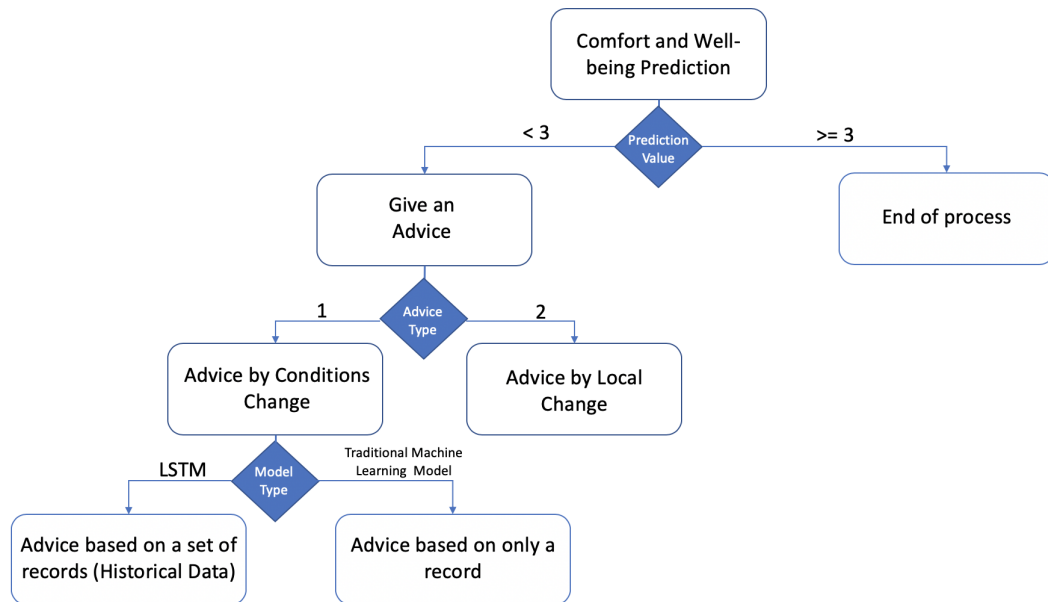 Comfort and Well-
being Prediction
< 3
Prediction
Value
>= 3
Give an
Advice
End of process
1
Advice
Type
2
Advice by Conditions
Change
Advice by Local
Change
LSTM
Model
Type
Traditional Machine
Learning Model
Advice based on a set of
records (Historical Data)
Advice based on only a
record